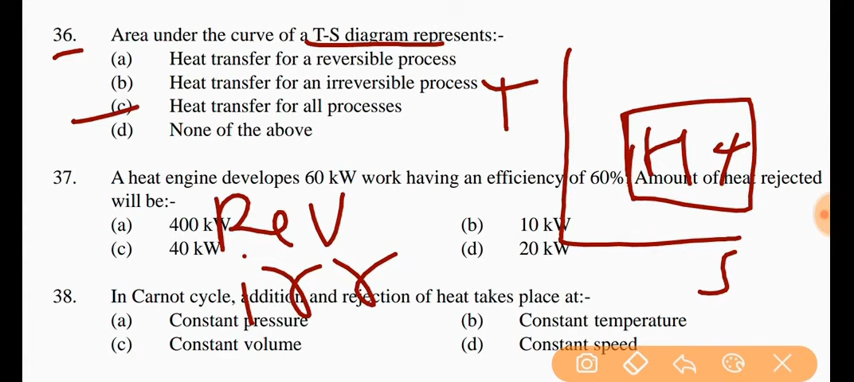 36. Area under the curve of a T-S diagram represents:-
(a) Heat transfer for a reversible process
(b) Heat transfer for an irreversible process
(c) Heat transfer for all processes
(d) None of the above
T
H4
37. A heat engine developes 60 kW work having an efficiency of 60%. Amount of heat rejected
will be:-
(a) 400 kW (b) 10 kW
(c) 40 kW (d) 20 kW
Rev
S
irr
38. In Carnot cycle, addition and rejection of heat takes place at:-
(a) Constant pressure (b) Constant temperature
(c) Constant volume (d) Constant speed